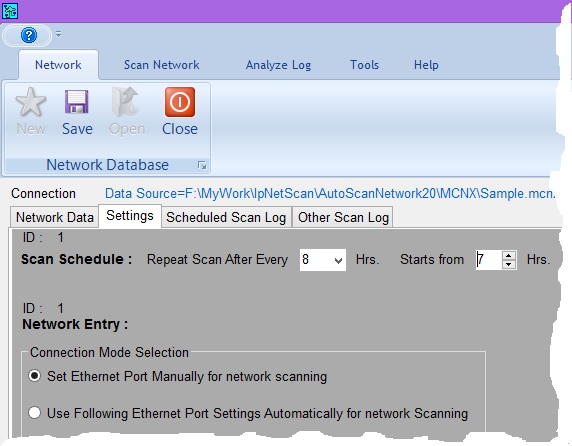 Network Scan Network Analyze Log Tools Help
New Save Open Close
Network Database
Connection Data Source=F:\MyWork\IpNetScan\AutoScanNetwork20\MCNX\Sample.mcn.
Network Data Settings Scheduled Scan Log Other Scan Log
ID : 1
Scan Schedule : Repeat Scan After Every 8 Hrs. Starts from 7 Hrs.
ID : 1
Network Entry :
Connection Mode Selection
Set Ethernet Port Manually for network scanning
Use Following Ethernet Port Settings Automatically for network Scanning